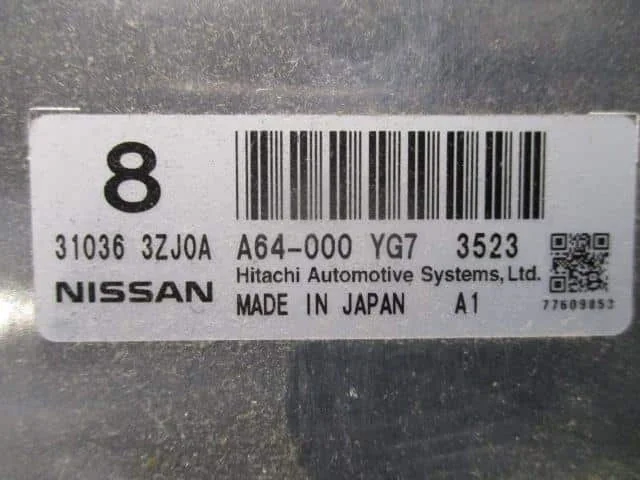 8
31036 3ZJ0A A64-000 YG7 3523
NISSAN Hitachi Automotive Systems, Ltd.
MADE IN JAPAN A1 77609853